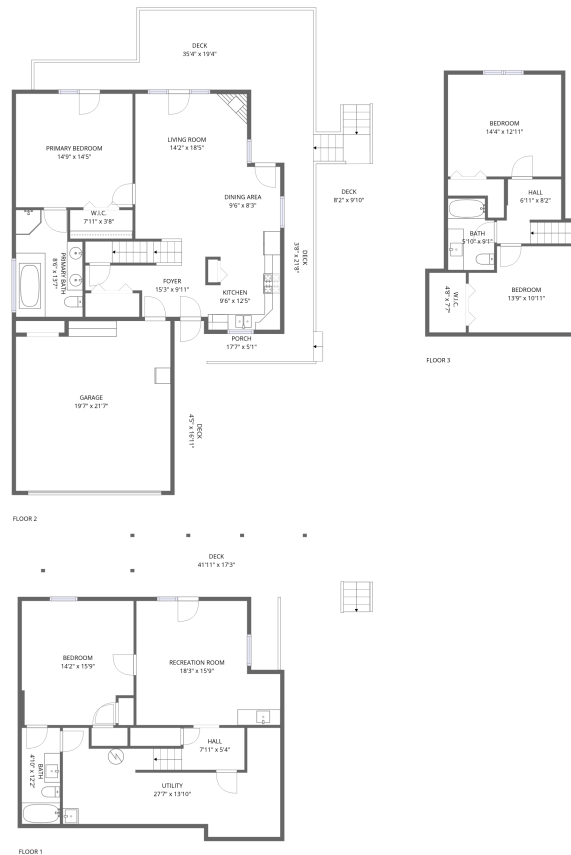 DECK
35'4" x 19'4"
PRIMARY BEDROOM
14'9" x 14'5"
LIVING ROOM
14'2" x 18'5"
DINING AREA
9'6" x 8'3"
W.I.C.
7'11" x 3'8"
PRIMARY BATH
8'6" x 13'7"
FOYER
15'3" x 9'11"
KITCHEN
9'6" x 12'5"
DECK
3'8" x 21'8"
DECK
8'2" x 9'10"
PORCH
17'7" x 5'1"
GARAGE
19'7" x 21'7"
DECK
4'5" x 16'11"
FLOOR 2
BEDROOM
14'4" x 12'11"
HALL
6'11" x 8'2"
BATH
5'10" x 9'1"
W.I.C.
4'8" x 7'7"
BEDROOM
13'9" x 10'11"
FLOOR 3
DECK
41'11" x 17'3"
BEDROOM
14'2" x 15'9"
RECREATION ROOM
18'3" x 15'9"
HALL
7'11" x 5'4"
BATH
4'10" x 12'2"
UTILITY
27'7" x 13'10"
FLOOR 1